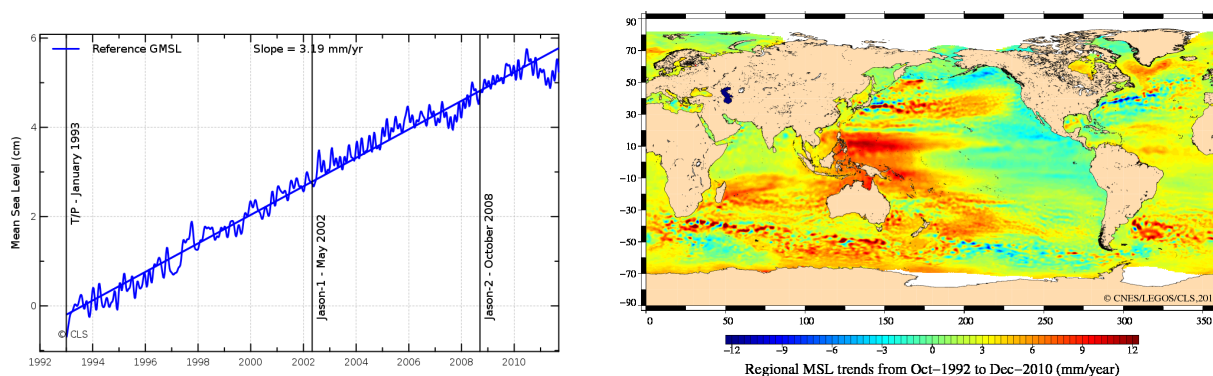 Reference GMSL
Slope = 3.19 mm/yr
Mean Sea Level (cm)
6
4
2
0
T/P - January 1993
Jason-1 - May 2002
Jason-2 - October 2008
© CLS
1992 1994 1996 1998 2000 2002 2004 2006 2008 2010
90
70
50
30
10
−10
−30
−50
−70
−90
© CNES/LEGOS/CLS,201
0 50 100 150 200 250 300 35
−12 −9 −6 −3 0 3 6 9 12
Regional MSL trends from Oct−1992 to Dec−2010 (mm/year)